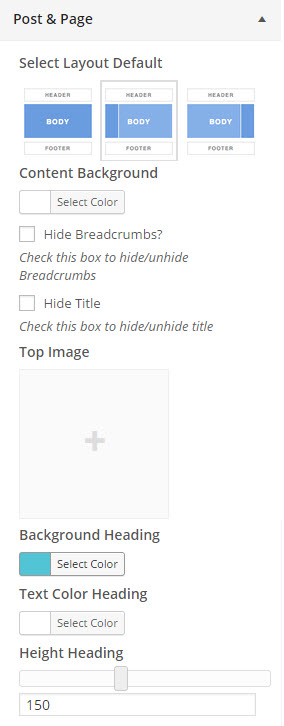 Post & Page
Select Layout Default
HEADER HEADER HEADER
BODY BODY BODY
FOOTER FOOTER FOOTER
Content Background
Select Color
Hide Breadcrumbs?
Check this box to hide/unhide
Breadcrumbs
Hide Title
Check this box to hide/unhide title
Top Image
Background Heading
Select Color
Text Color Heading
Select Color
Height Heading
150